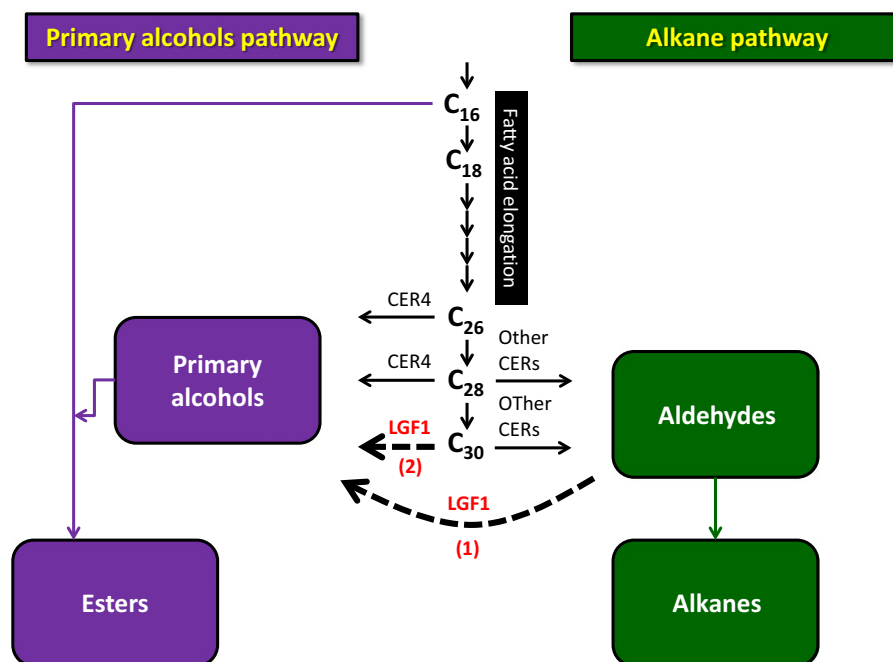 Primary alcohols pathway
Alkane pathway
C16
Fatty acid elongation
C18
CER4
C26
Other
CERs
Primary
alcohols
CER4
C28
Aldehydes
OTher
CERs
LGF1
C30
(2)
LGF1
(1)
Esters
Alkanes